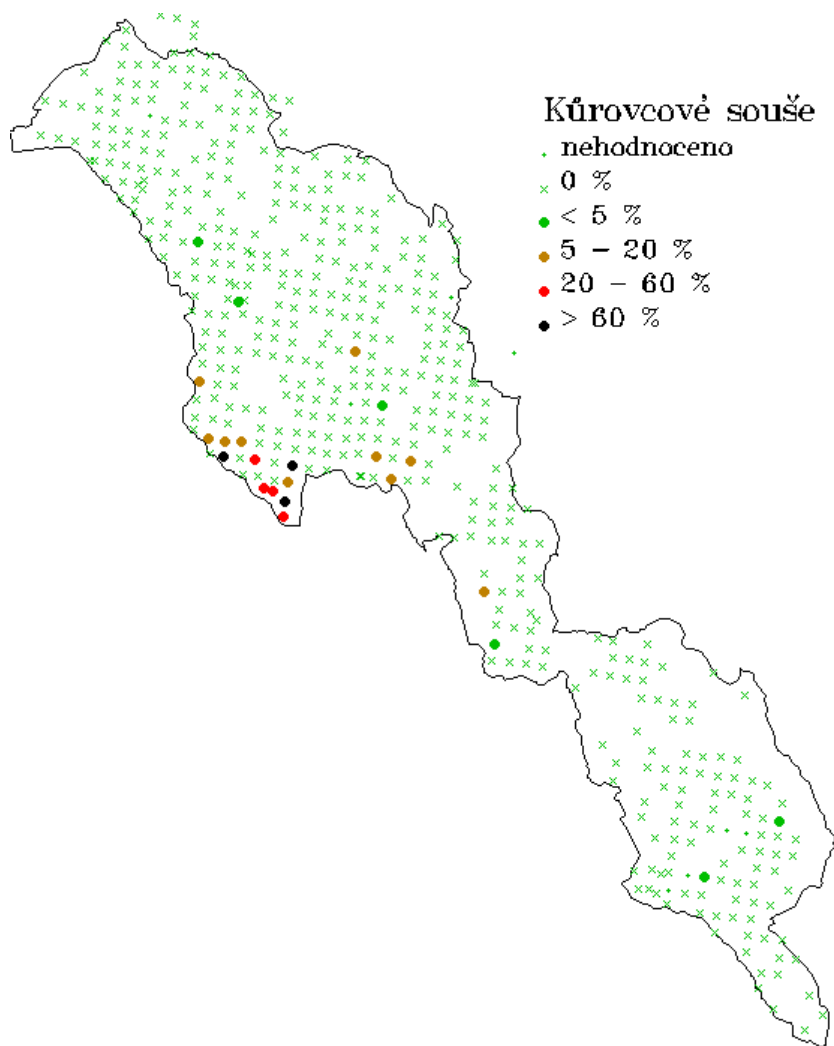 Kůrovcové souše
nehodnoceno
0 %
< 5 %
5 – 20 %
20 – 60 %
> 60 %